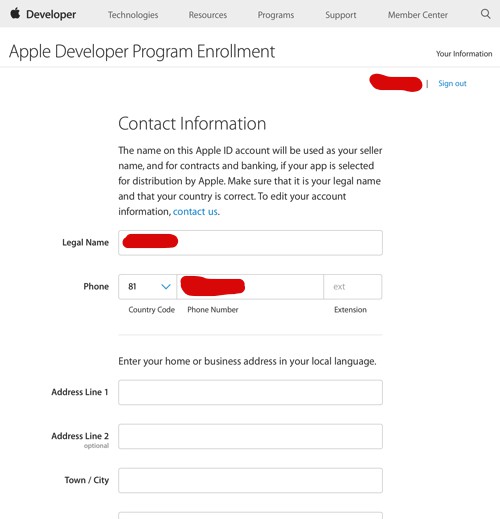 Developer Technologies Resources Programs Support Member Center
Apple Developer Program Enrollment Your Information
| Sign out
Contact Information
The name on this Apple ID account will be used as your seller
name, and for contracts and banking, if your app is selected
for distribution by Apple. Make sure that it is your legal name
and that your country is correct. To edit your account
information, contact us.
Legal Name
Phone 81 ext
Country Code Phone Number Extension
Enter your home or business address in your local language.
Address Line 1
Address Line 2
optional
Town / City